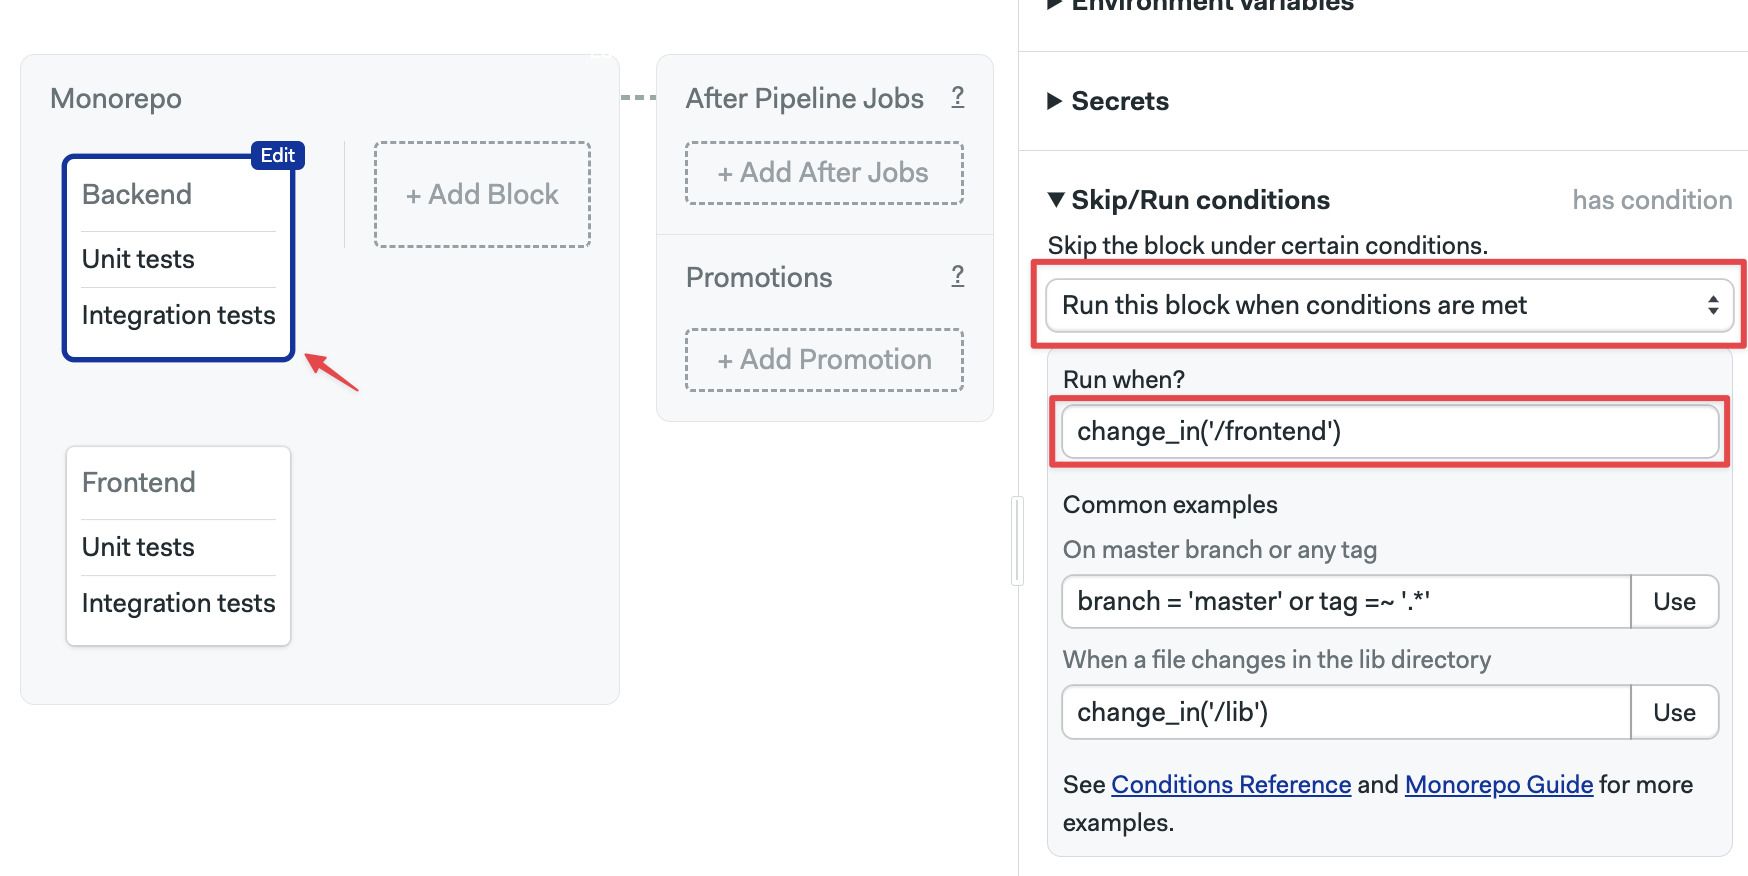 Monorepo
Edit
Backend
Unit tests
Integration tests
+ Add Block
Frontend
Unit tests
Integration tests
After Pipeline Jobs ?
+ Add After Jobs
Promotions ?
+ Add Promotion
Environment variables
Secrets
Skip/Run conditions has condition
Skip the block under certain conditions.
Run this block when conditions are met
Run when?
change_in('/frontend')
Common examples
On master branch or any tag
branch = 'master' or tag =~ '.*' Use
When a file changes in the lib directory
change_in('/lib') Use
See Conditions Reference and Monorepo Guide for more
examples.